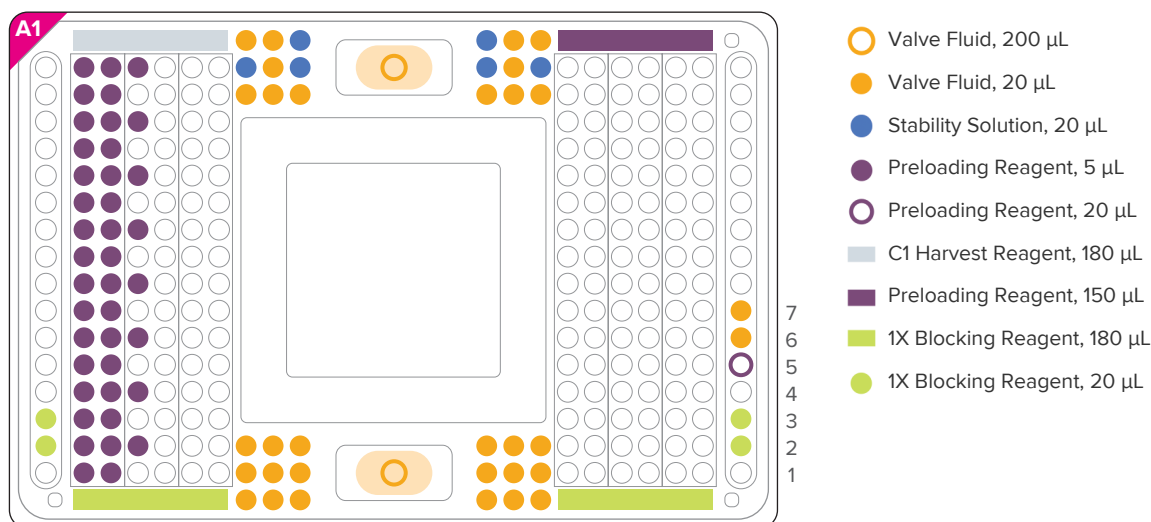 A1
Valve Fluid, 200 µL
Valve Fluid, 20 µL
Stability Solution, 20 µL
Preloading Reagent, 5 µL
Preloading Reagent, 20 µL
C1 Harvest Reagent, 180 µL
Preloading Reagent, 150 µL
1X Blocking Reagent, 180 µL
1X Blocking Reagent, 20 µL
7
6
5
4
3
2
1